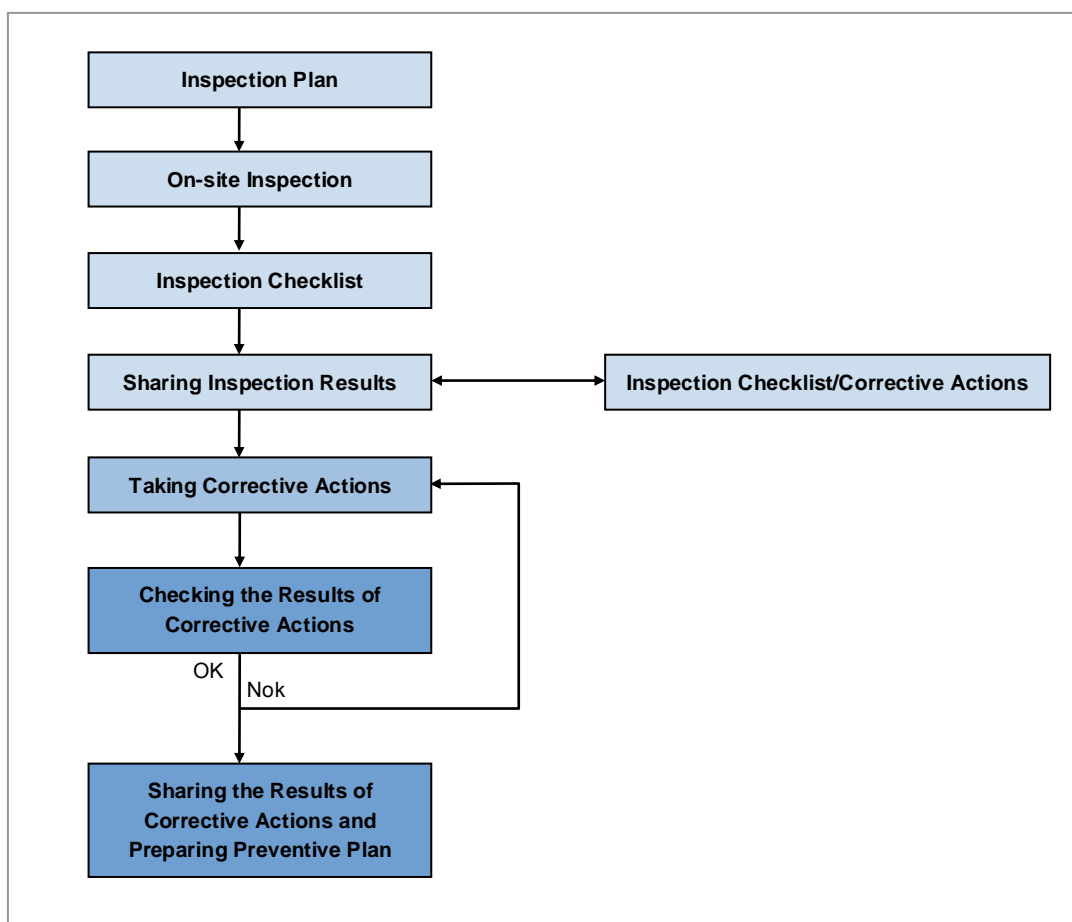 Inspection Plan
On-site Inspection
Inspection Checklist
Sharing Inspection Results
Inspection Checklist/Corrective Actions
Taking Corrective Actions
Checking the Results of
Corrective Actions
OK
Nok
Sharing the Results of
Corrective Actions and
Preparing Preventive Plan